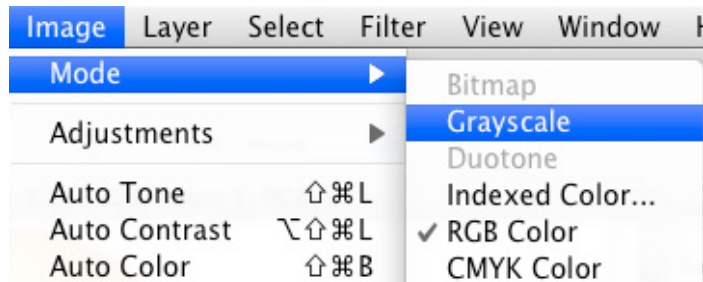 Image Layer Select Filter View Window
Mode
Bitmap
Grayscale
Adjustments
Duotone
Auto Tone ⇧⌘L
Indexed Color...
Auto Contrast ⌥⇧⌘L
✓ RGB Color
Auto Color ⇧⌘B
CMYK Color